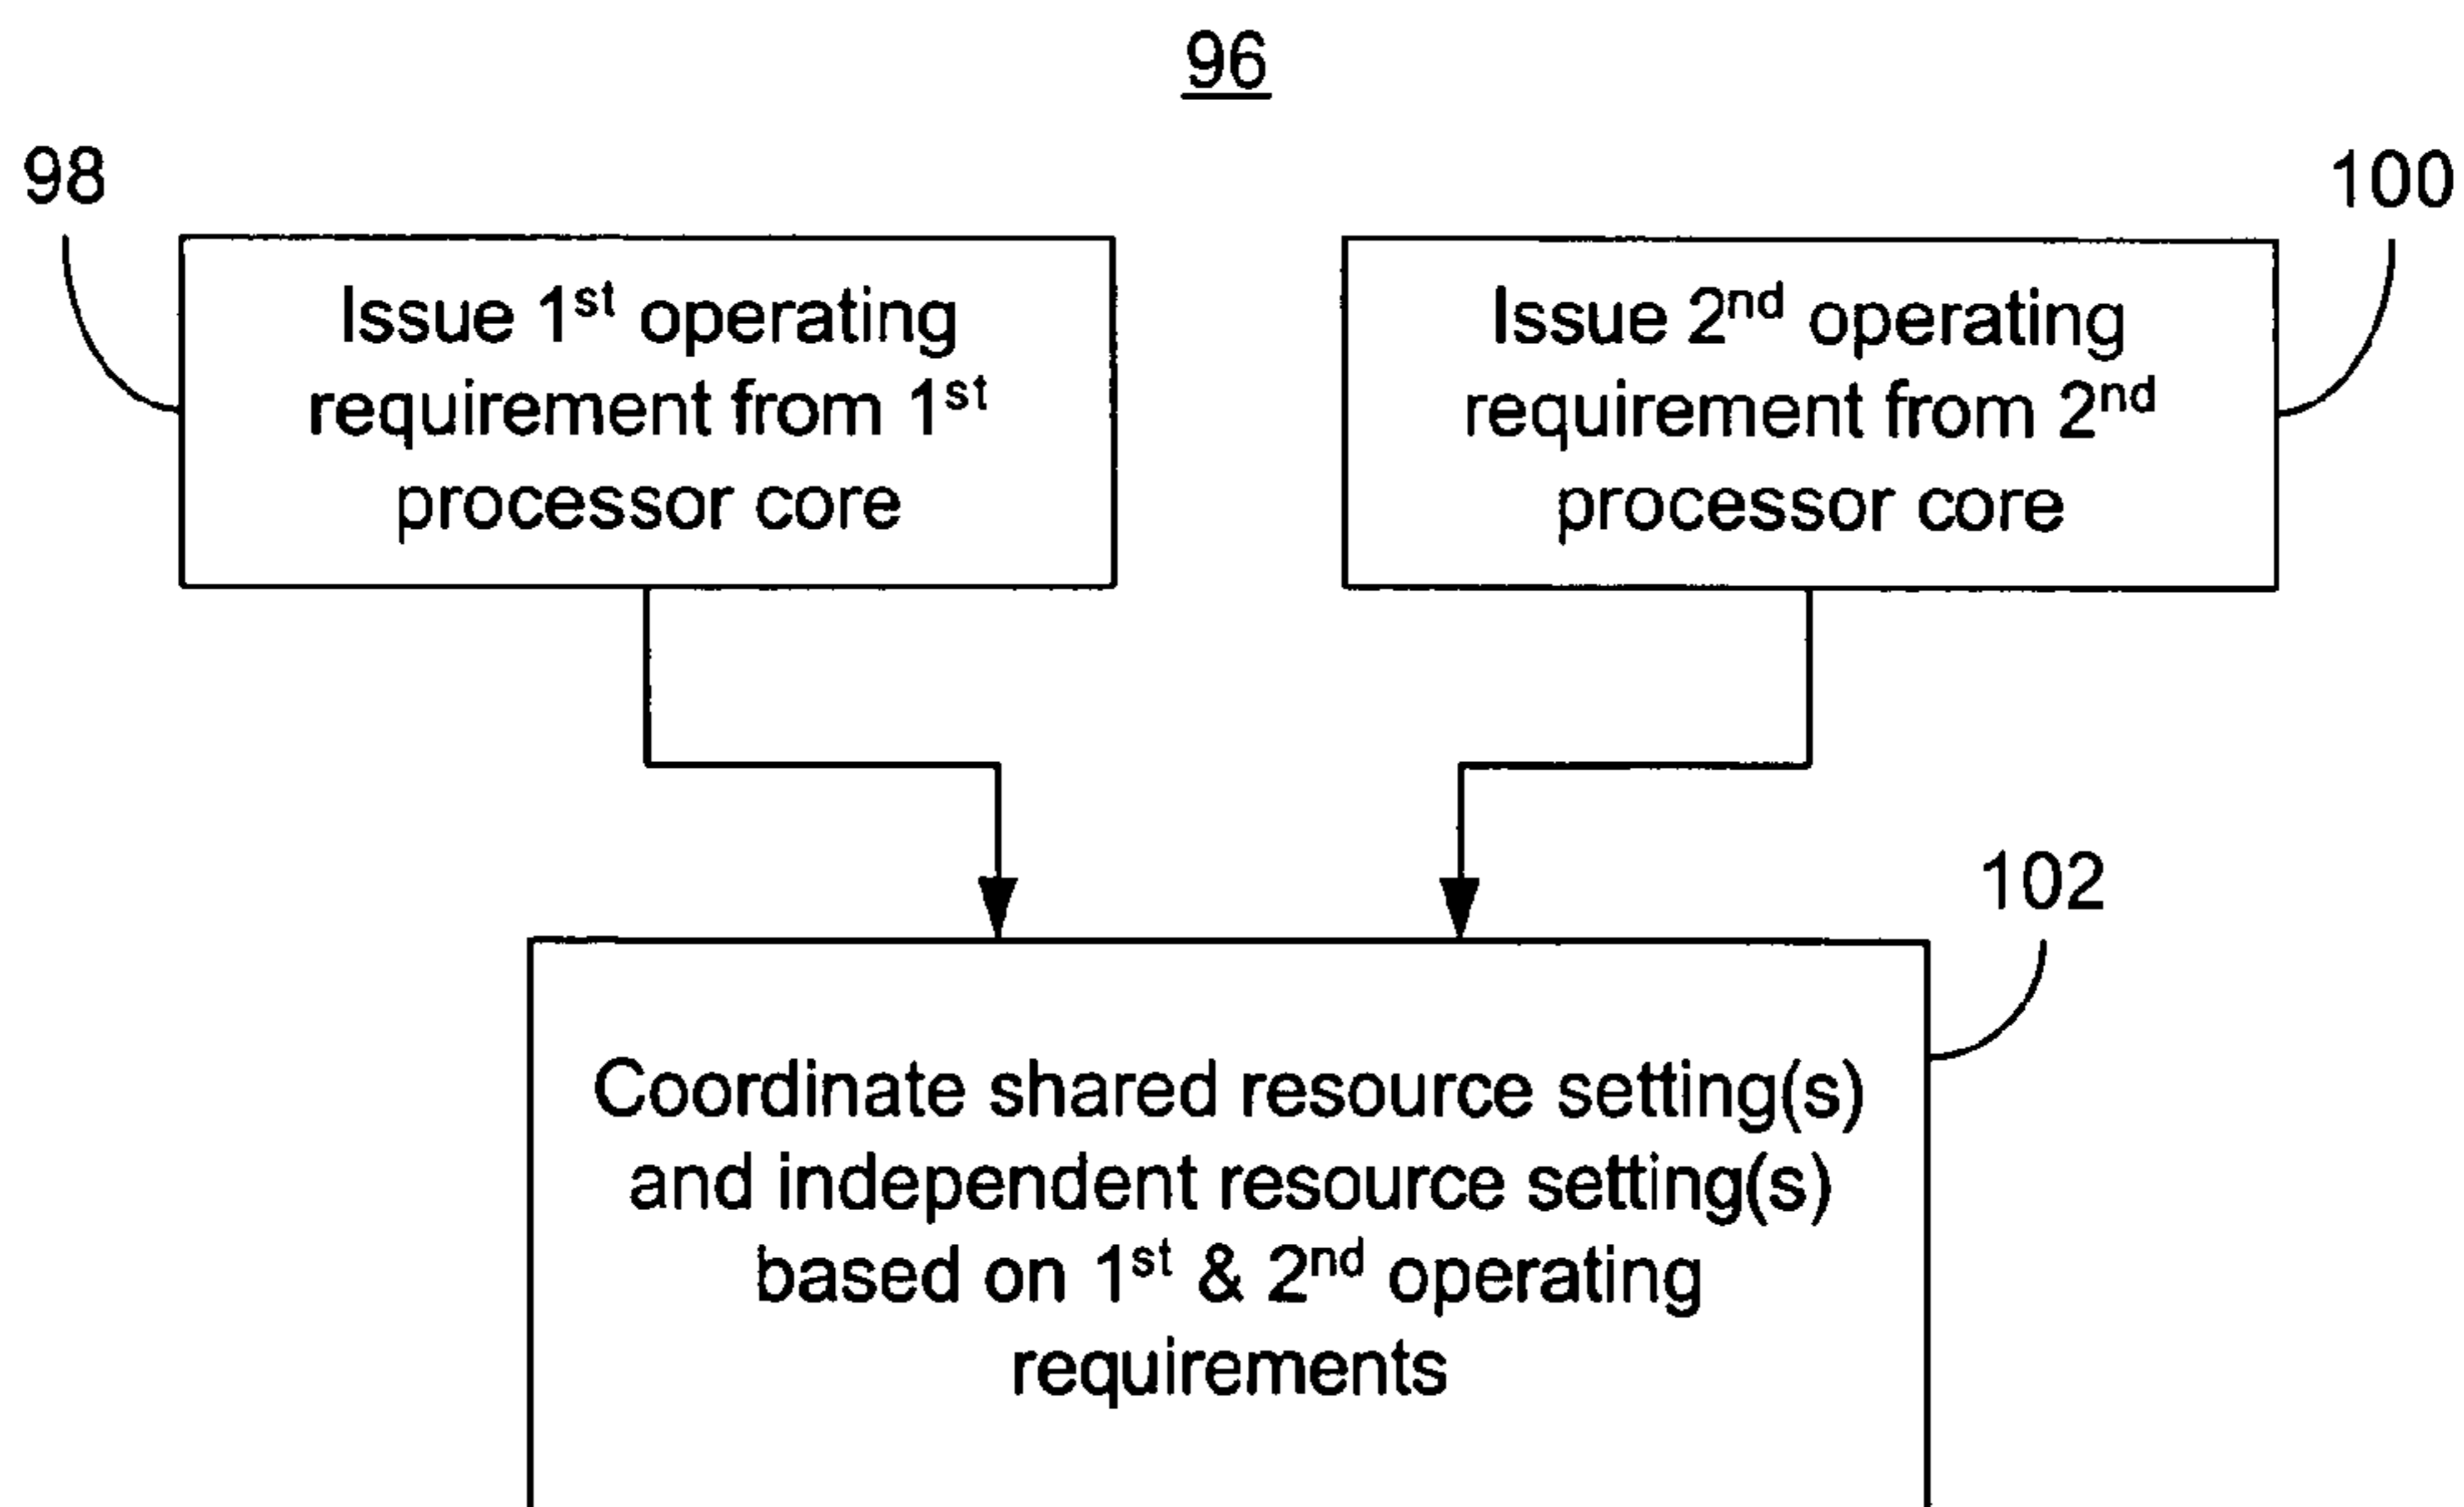 96
98
100
Issue 1st operating
requirement from 1st
processor core
Issue 2nd operating
requirement from 2nd
processor core
102
Coordinate shared resource setting(s)
and independent resource setting(s)
based on 1st & 2nd operating
requirements